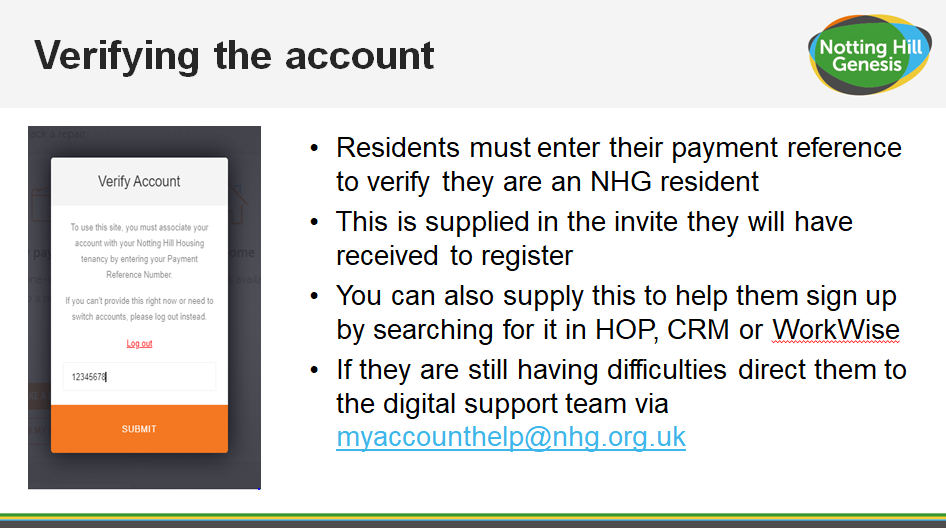 Verifying the account
Notting Hill
Genesis
Verify Account
To use this site, you must associate your
account with your Notting Hill Housing
tenancy by entering your Payment
Reference Number.
If you can't provide this right now or need to
switch accounts, please log out instead.
Log out
12345678
SUBMIT
• Residents must enter their payment reference
to verify they are an NHG resident
• This is supplied in the invite they will have
received to register
• You can also supply this to help them sign up
by searching for it in HOP, CRM or WorkWise
• If they are still having difficulties direct them to
the digital support team via
myaccounthelp@nhg.org.uk